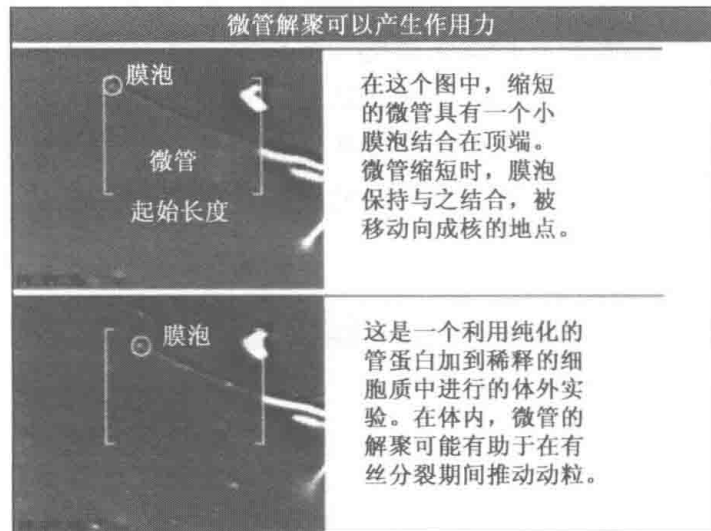 微管解聚可以产生作用力
膜泡
微管
起始长度
在这个图中，缩短
的微管具有一个小
膜泡结合在顶端。
微管缩短时，膜泡
保持与之结合，被
移动向成核的地点。
膜泡
这是一个利用纯化的
管蛋白加到稀释的细
胞质中进行的体外实
验。在体内，微管的
解聚可能有助于在有
丝分裂期间推动动粒。